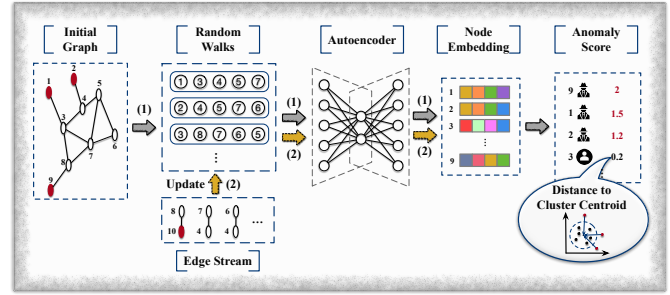 Initial
Graph
Random
Walks
Autoencoder
Node
Embedding
Anomaly
Score
1
2
3
4
5
6
7
8
9
(1)
1 3 4 5 7
2 4 5 7 6
3 8 7 6 5
⋮
(1)
(2)
(1)
(2)
1
2
3
⋮
9
9 2
1 1.5
2 1.2
3 0.2
Update (2)
8 7 6 ...
10 4 4
Edge Stream
Distance to
Cluster Centroid